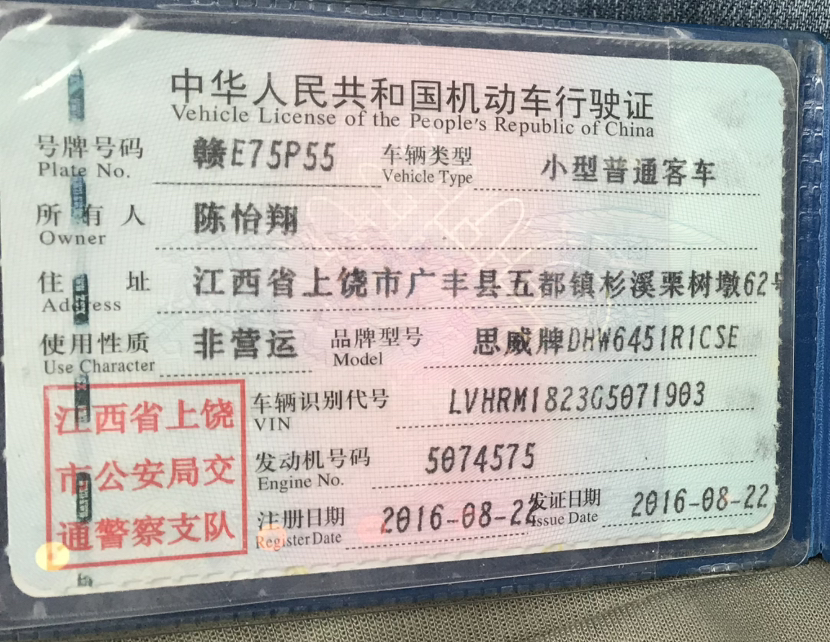 中华人民共和国机动车行驶证
Vehicle License of the People's Republic of China
号牌号码 赣E75P55 车辆类型 小型普通客车
Plate No. Vehicle Type
所有人 陈怡翔
Owner
住址 江西省上饶市广丰县五都镇杉溪栗树墩62号
Address
使用性质 非营运 品牌型号 思威牌DHW6451R1CSE
Use Character Model
江西省上饶 车辆识别代号 LVHRM1823G5071903
VIN
市公安局交 发动机号码 5074575
Engine No.
通警察支队 注册日期 2016-08-22 发证日期 2016-08-22
Register Date Issue Date